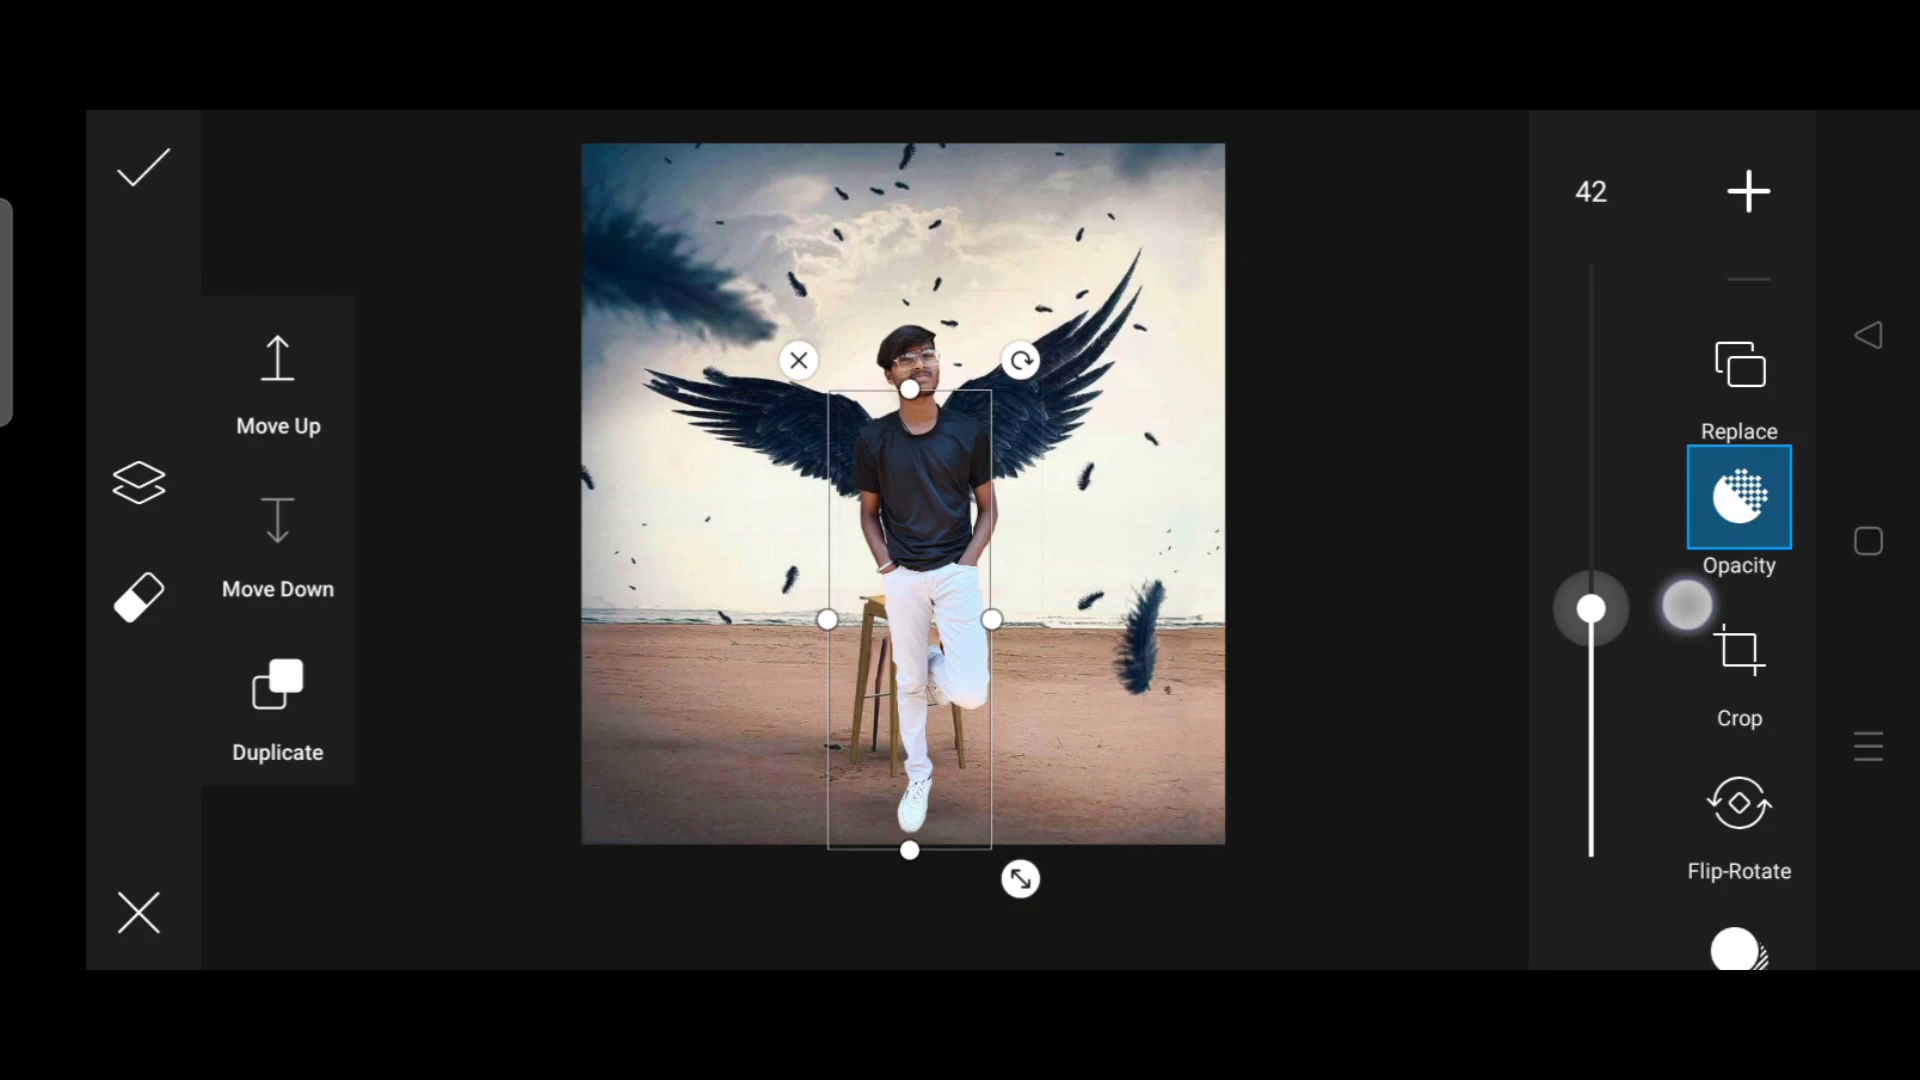 42
Move Up
Move Down
Duplicate
Replace
Opacity
Crop
Flip-Rotate